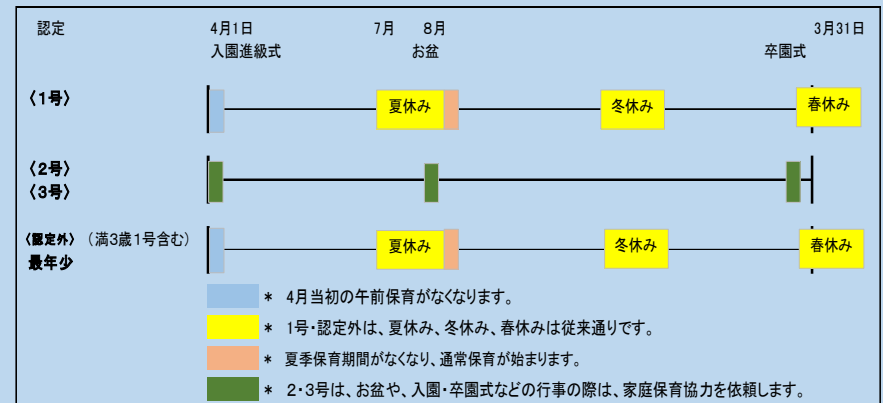 認定 4月1日 7月 8月 3月31日
入園進級式 お盆 卒園式
〈1号〉 夏休み 冬休み 春休み
〈2号〉
〈3号〉
〈認定外〉 (満3歳1号含む) 夏休み 冬休み 春休み
最年少
* 4月当初の午前保育がなくなります。
* 1号・認定外は、夏休み、冬休み、春休みは従来通りです。
* 夏季保育期間がなくなり、通常保育が始まります。
* 2・3号は、お盆や、入園・卒園式などの行事の際は、家庭保育協力を依頼します。